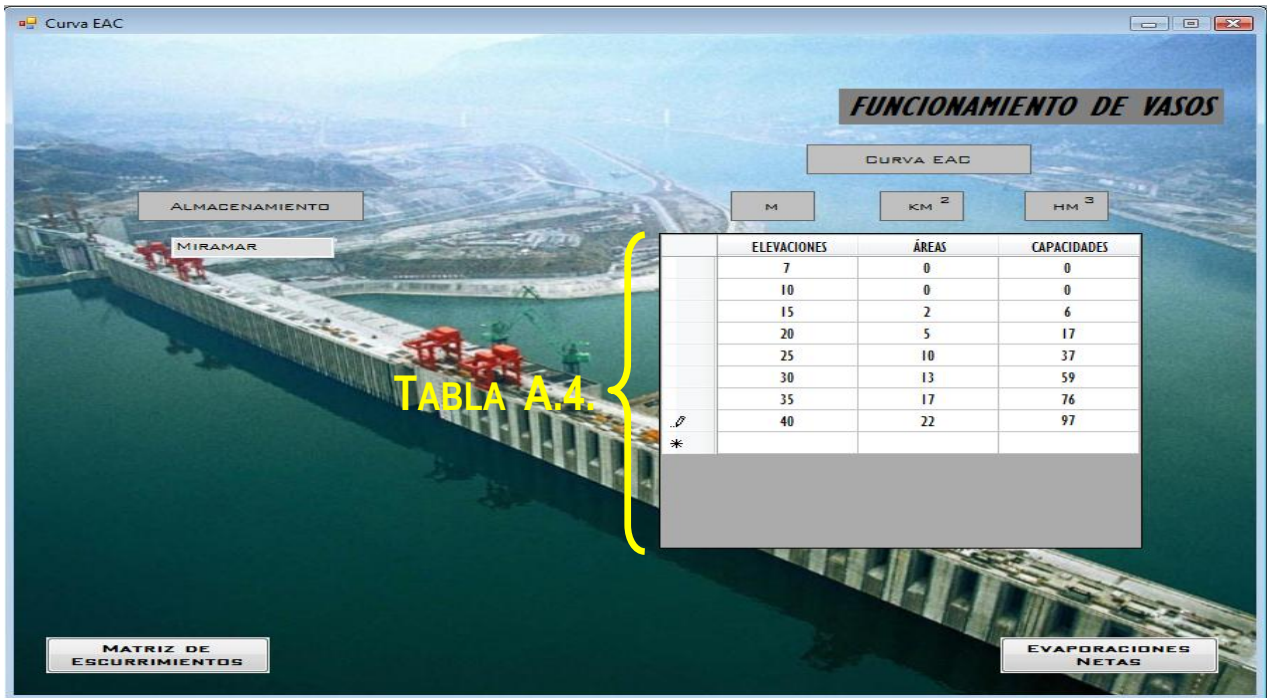 Curva EAC
FUNCIONAMIENTO DE VASOS
CURVA EAC
ALMACENAMIENTO
M KM 2 HM 3
MIRAMAR
ELEVACIONES ÁREAS CAPACIDADES
7 0 0
10 0 0
15 2 6
20 5 17
25 10 37
30 13 59
35 17 76
40 22 97
TABLA A.4.
MATRIZ DE
ESCURRIMIENTOS
EVAPORACIONES
NETAS